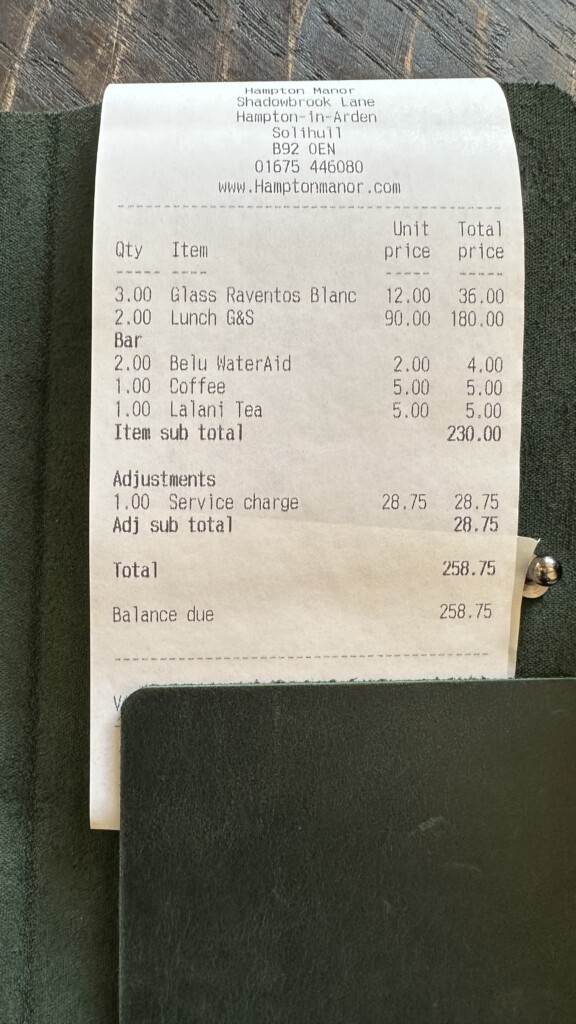 Hampton Manor
Shadowbrook Lane
Hampton-in-Arden
Solihull
B92 0EN
01675 446080
www.Hamptonmanor.com
Unit Total
Qty Item price price
3.00 Glass Raventos Blanc 12.00 36.00
2.00 Lunch G&S 90.00 180.00
Bar
2.00 Belu WaterAid 2.00 4.00
1.00 Coffee 5.00 5.00
1.00 Lalani Tea 5.00 5.00
Item sub total 230.00
Adjustments
1.00 Service charge 28.75 28.75
Adj sub total 28.75
Total 258.75
Balance due 258.75